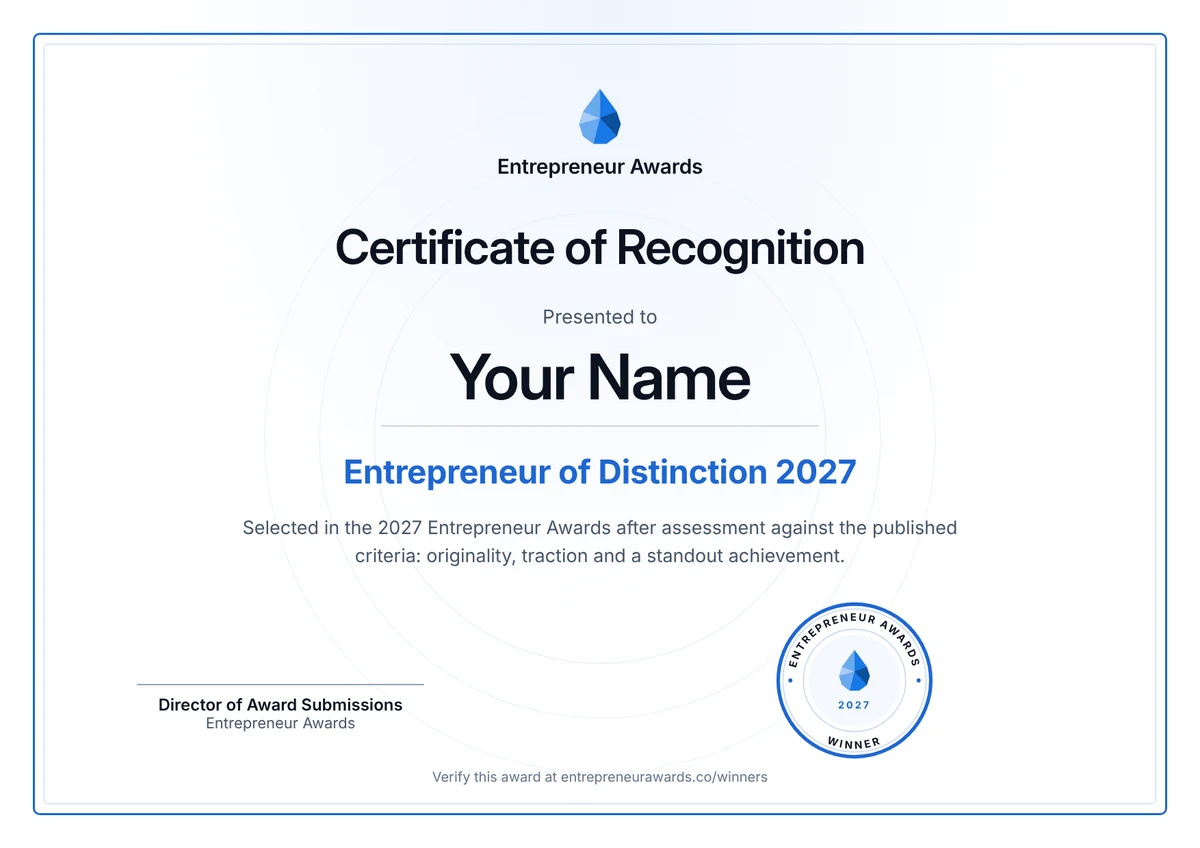 Entrepreneur Awards
Certificate of Recognition
Presented to
Your Name
Entrepreneur of Distinction 2027
Selected in the 2027 Entrepreneur Awards after assessment against the published
criteria: originality, traction and a standout achievement.
Director of Award Submissions
Entrepreneur Awards
ENTREPRENEUR AWARDS
2027
WINNER
Verify this award at entrepreneurawards.co/winners